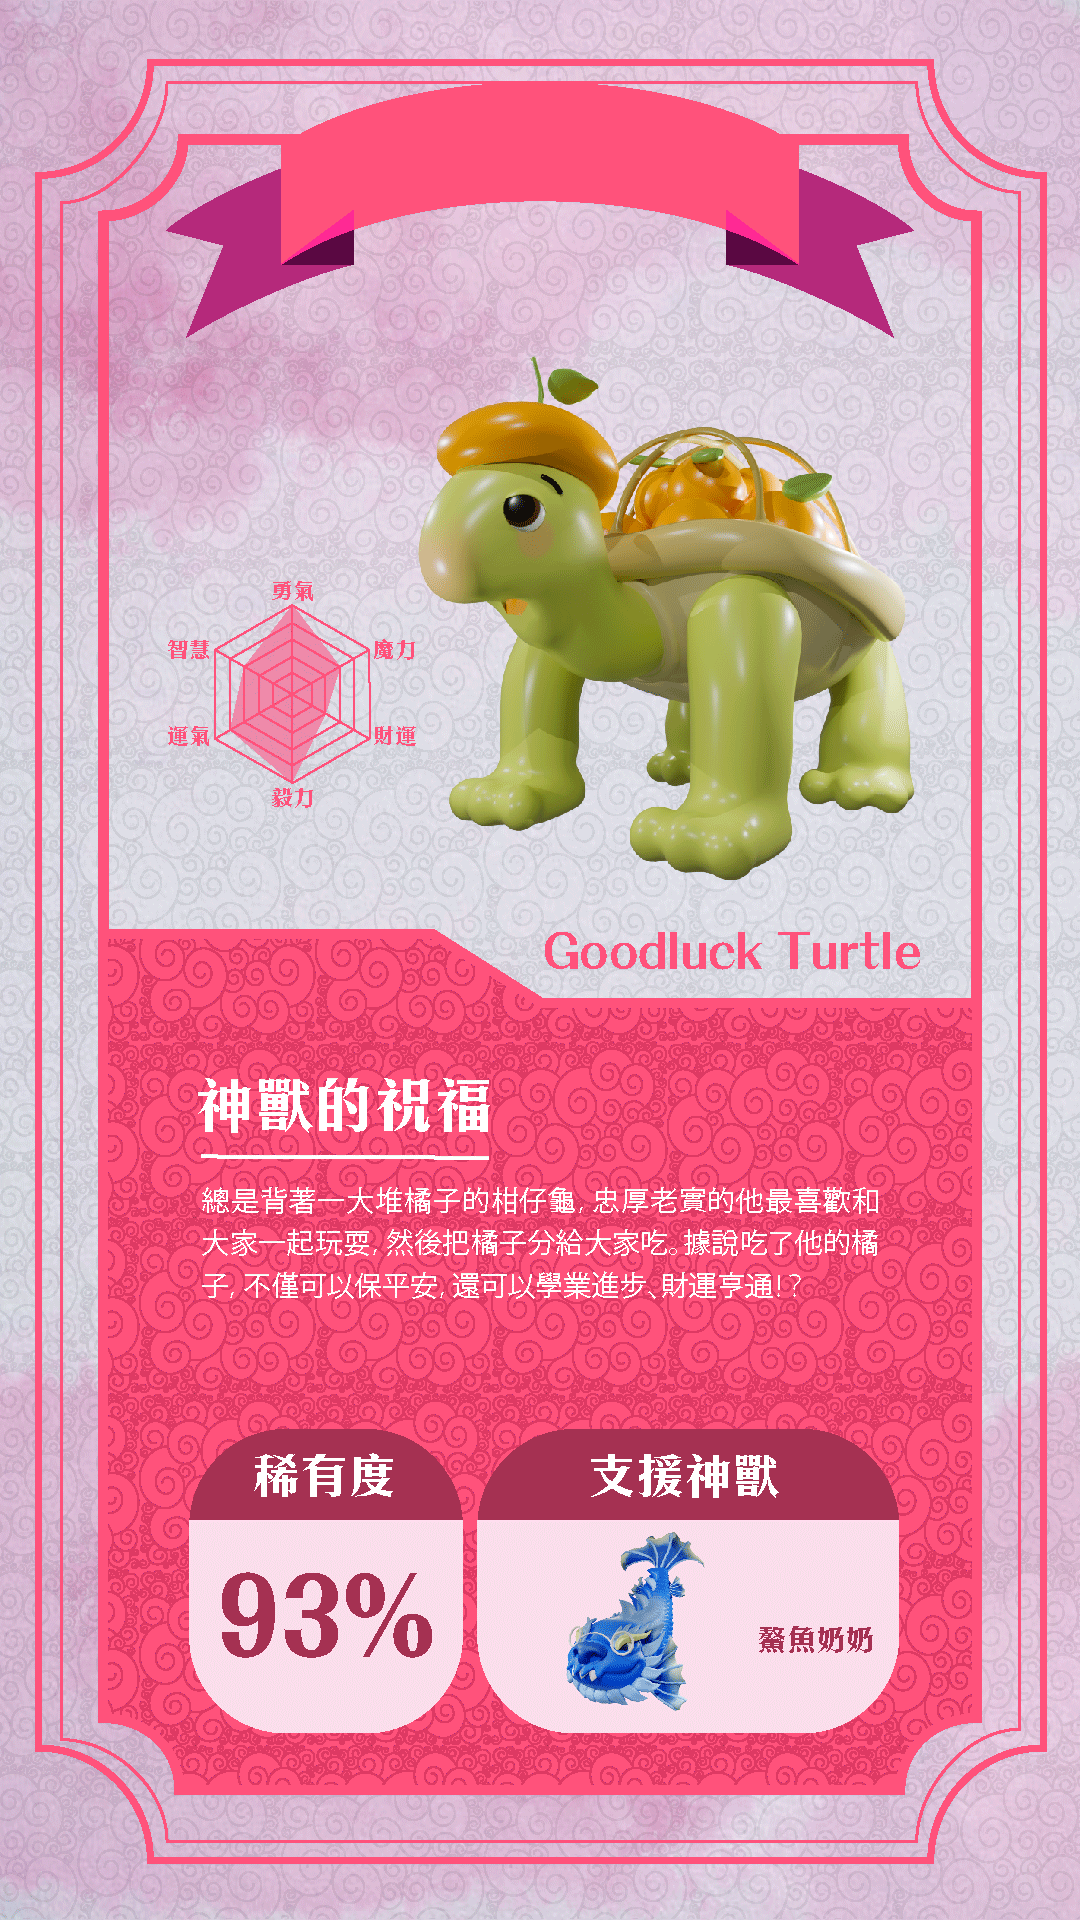 勇氣
智慧
魔力
運氣
財運
毅力
Goodluck Turtle
神獸的祝福
總是背著一大堆橘子的柑仔龜, 忠厚老實的他最喜歡和
大家一起玩耍, 然後把橘子分給大家吃。據說吃了他的橘
子, 不僅可以保平安, 還可以學業進步、財運亨通!?
稀有度
支援神獸
93%
鰲魚奶奶